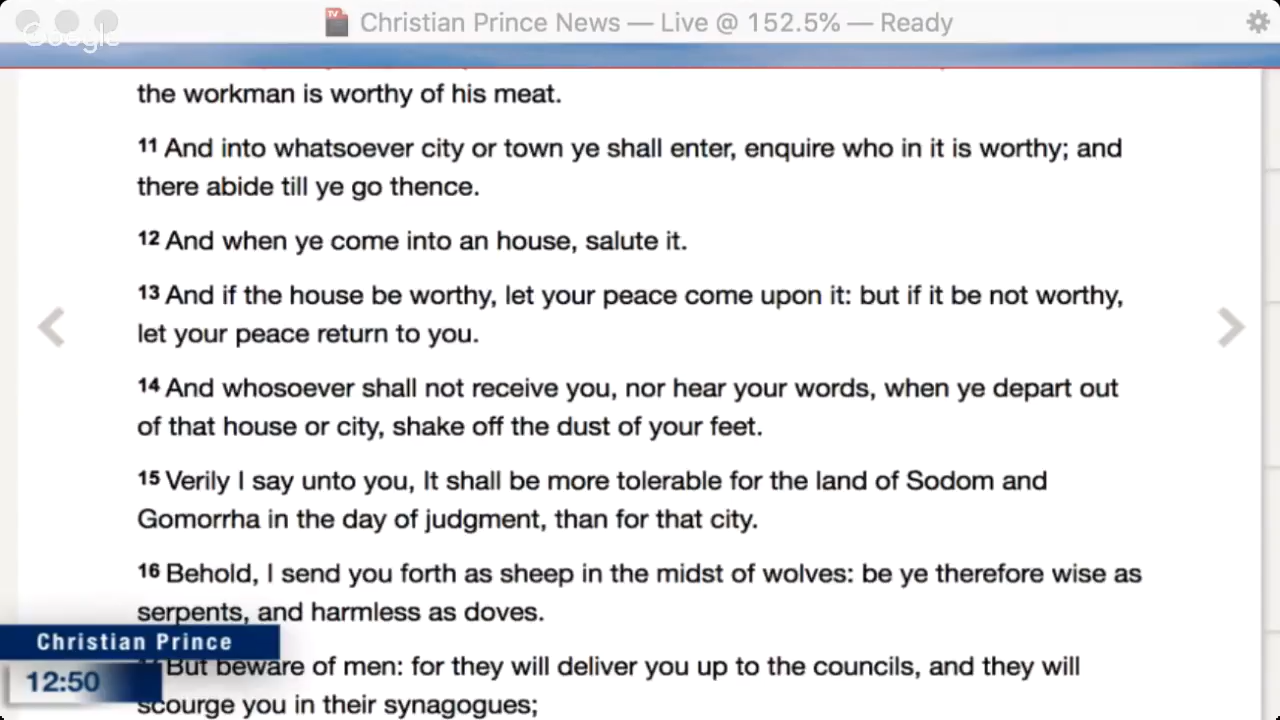 Christian Prince News — Live @ 152.5% — Ready
Google
the workman is worthy of his meat.
11 And into whatsoever city or town ye shall enter, enquire who in it is worthy; and
there abide till ye go thence.
12 And when ye come into an house, salute it.
13 And if the house be worthy, let your peace come upon it: but if it be not worthy,
let your peace return to you.
14 And whosoever shall not receive you, nor hear your words, when ye depart out
of that house or city, shake off the dust of your feet.
15 Verily I say unto you, It shall be more tolerable for the land of Sodom and
Gomorrha in the day of judgment, than for that city.
16 Behold, I send you forth as sheep in the midst of wolves: be ye therefore wise as
serpents, and harmless as doves.
Christian Prince
But beware of men: for they will deliver you up to the councils, and they will
12:50
scourge you in their synagogues;